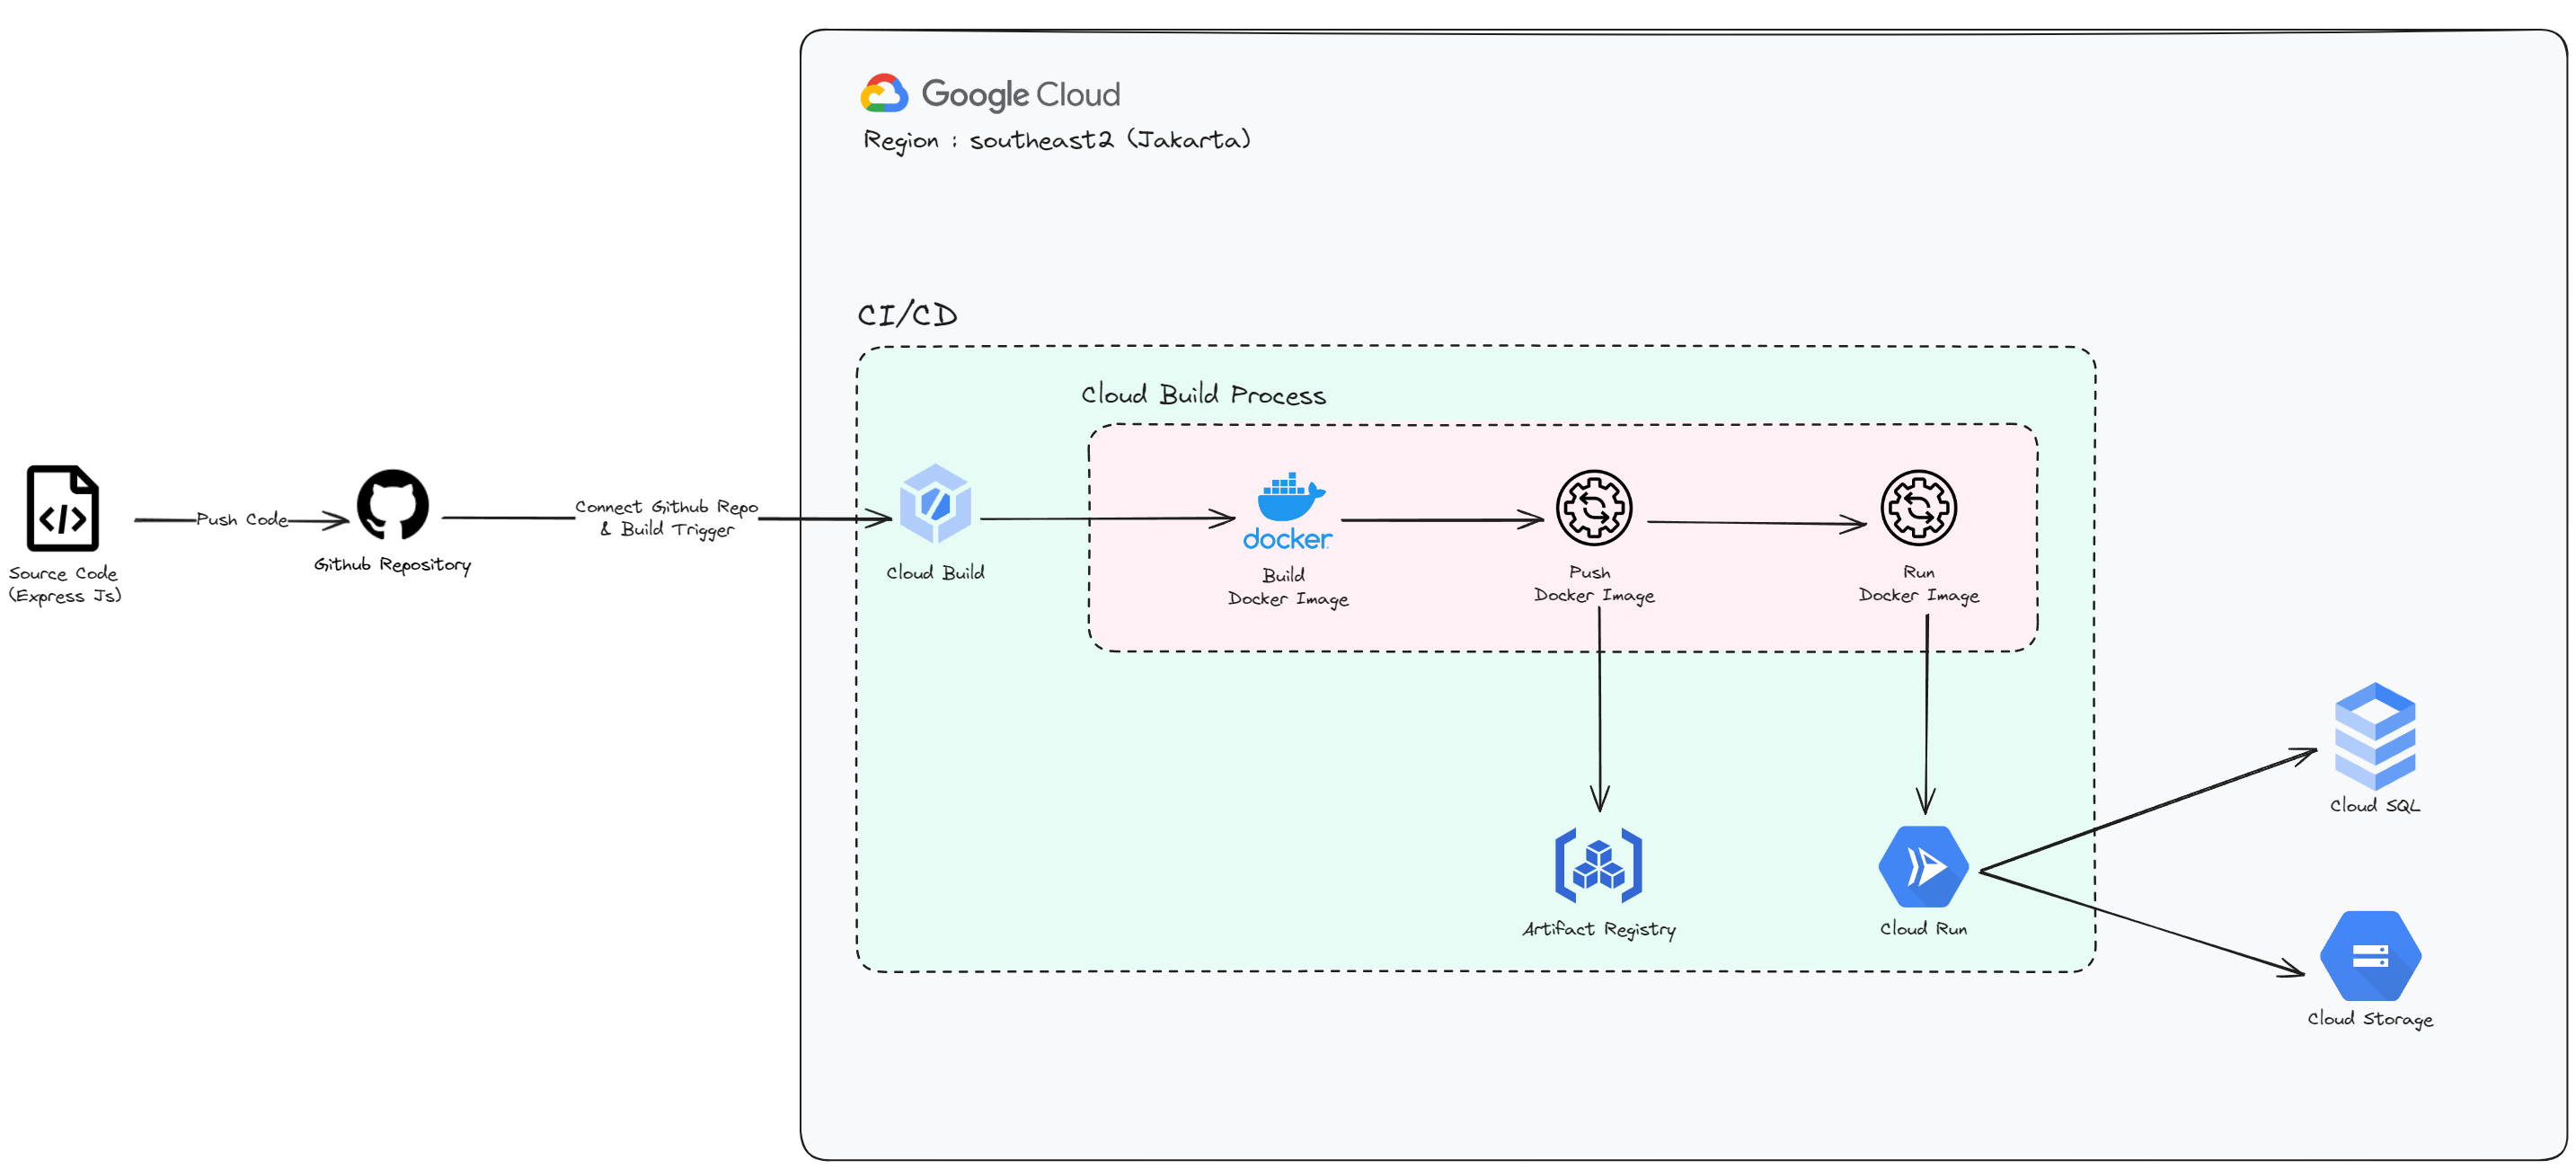 Google Cloud
Region : southeast2 (Jakarta)
CI/CD
Cloud Build Process
Push Code
Connect Github Repo
& Build Trigger
docker
Source Code
(Express Js)
Github Repository
Cloud Build
Build
Docker Image
Push
Docker Image
Run
Docker Image
Cloud SQL
Artifact Registry
Cloud Run
Cloud Storage